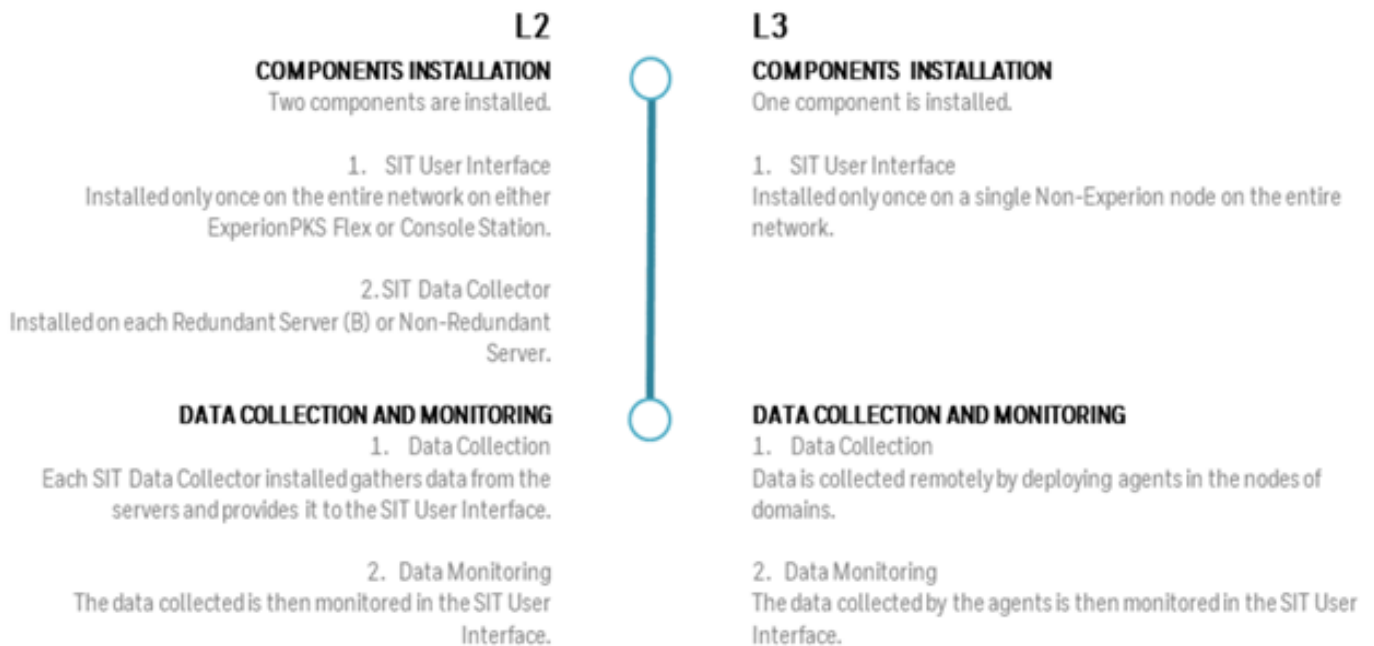 L2
COMPONENTS INSTALLATION
Two components are installed.
1. SIT User Interface
Installed only once on the entire network on either
ExperionPKS Flex or Console Station.
2. SIT Data Collector
Installed on each Redundant Server (B) or Non-Redundant
Server.
DATA COLLECTION AND MONITORING
1. Data Collection
Each SIT Data Collector installed gathers data from the
servers and provides it to the SIT User Interface.
2. Data Monitoring
The data collected is then monitored in the SIT User
Interface.
L3
COMPONENTS INSTALLATION
One component is installed.
1. SIT User Interface
Installed only once on a single Non-Experion node on the entire
network.
DATA COLLECTION AND MONITORING
1. Data Collection
Data is collected remotely by deploying agents in the nodes of
domains.
2. Data Monitoring
The data collected by the agents is then monitored in the SIT User
Interface.